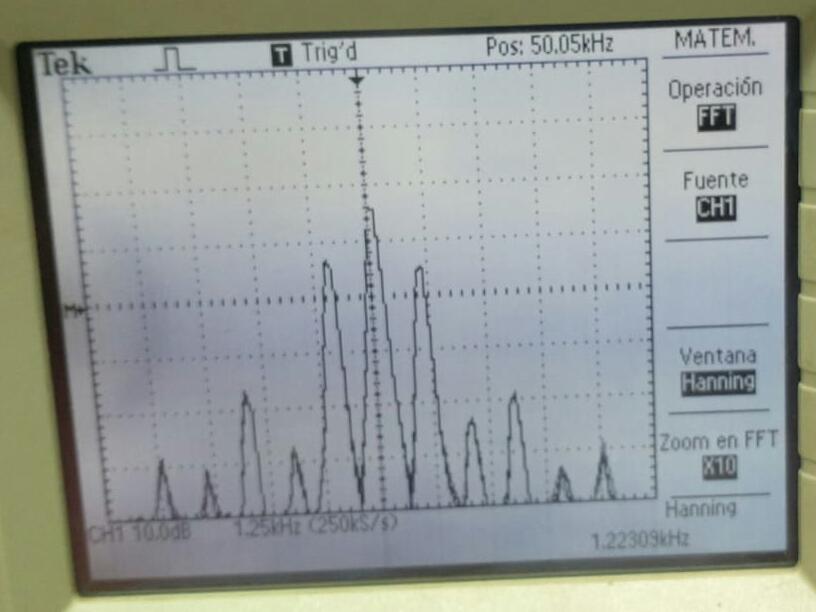 Tek
T Trig'd
Pos: 50.05kHz
MATEM.
Operación
FFT
Fuente
CH1
M
Ventana
Hanning
Zoom en FFT
X10
Hanning
CH1 10.0dB
1.25kHz (250kS/s)
1.22309kHz